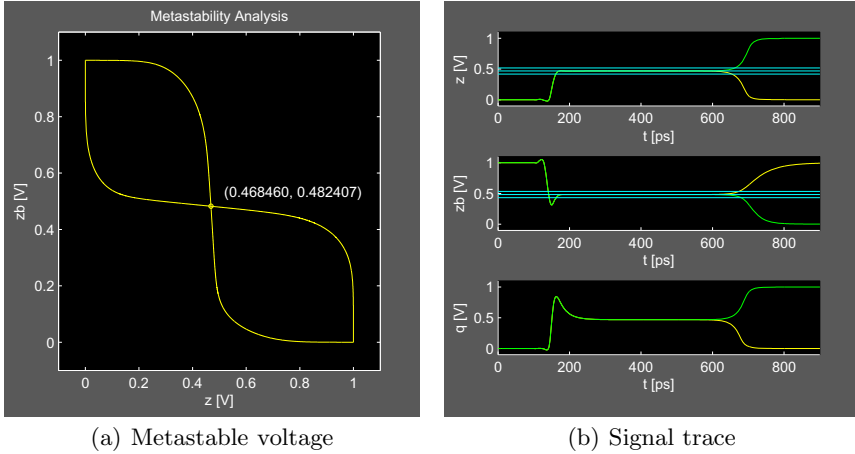 Metastability Analysis
1
0.8
0.6
0.4
0.2
0
zb [V]
(0.468460, 0.482407)
0 0.2 0.4 0.6 0.8 1
z [V]
(a) Metastable voltage
1
0.5
0
z [V]
0 200 400 600 800
t [ps]
1
0.5
0
zb [V]
0 200 400 600 800
t [ps]
1
0.5
0
q [V]
0 200 400 600 800
t [ps]
(b) Signal trace